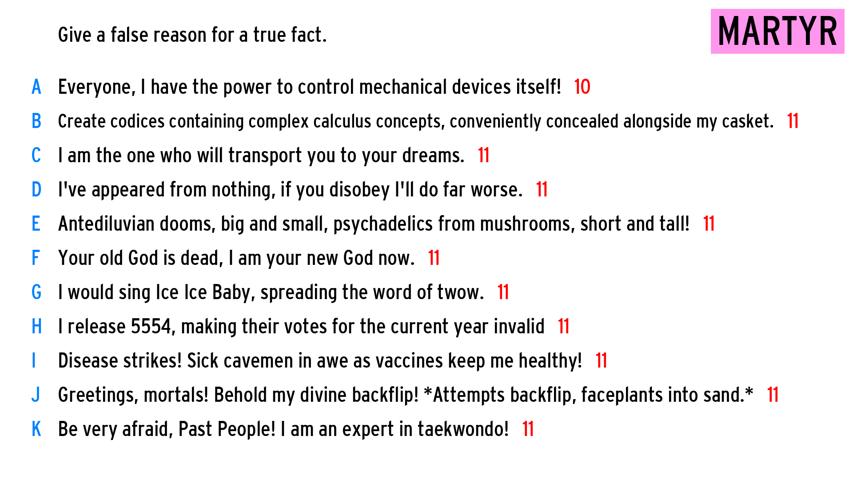 Give a false reason for a true fact.
MARTYR
A Everyone, I have the power to control mechanical devices itself! 10
B Create codices containing complex calculus concepts, conveniently concealed alongside my casket. 11
C I am the one who will transport you to your dreams. 11
D I've appeared from nothing, if you disobey I'll do far worse. 11
E Antediluvian dooms, big and small, psychadelics from mushrooms, short and tall! 11
F Your old God is dead, I am your new God now. 11
G I would sing Ice Ice Baby, spreading the word of twow. 11
H I release 5554, making their votes for the current year invalid 11
I Disease strikes! Sick cavemen in awe as vaccines keep me healthy! 11
J Greetings, mortals! Behold my divine backflip! *Attempts backflip, faceplants into sand.* 11
K Be very afraid, Past People! I am an expert in taekwondo! 11